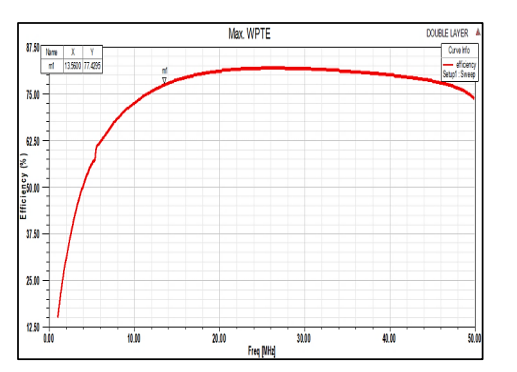 Max. WPTE
DOUBLE LAYER
Name X Y
m1 13.5600 77.4295
Curve Info
efficiency
Setup1 : Sweep
m1
87.50
75.00
62.50
50.00
37.50
25.00
12.50
Efficiency (%)
0.00 10.00 20.00 30.00 40.00 50.00
Freq [MHz]